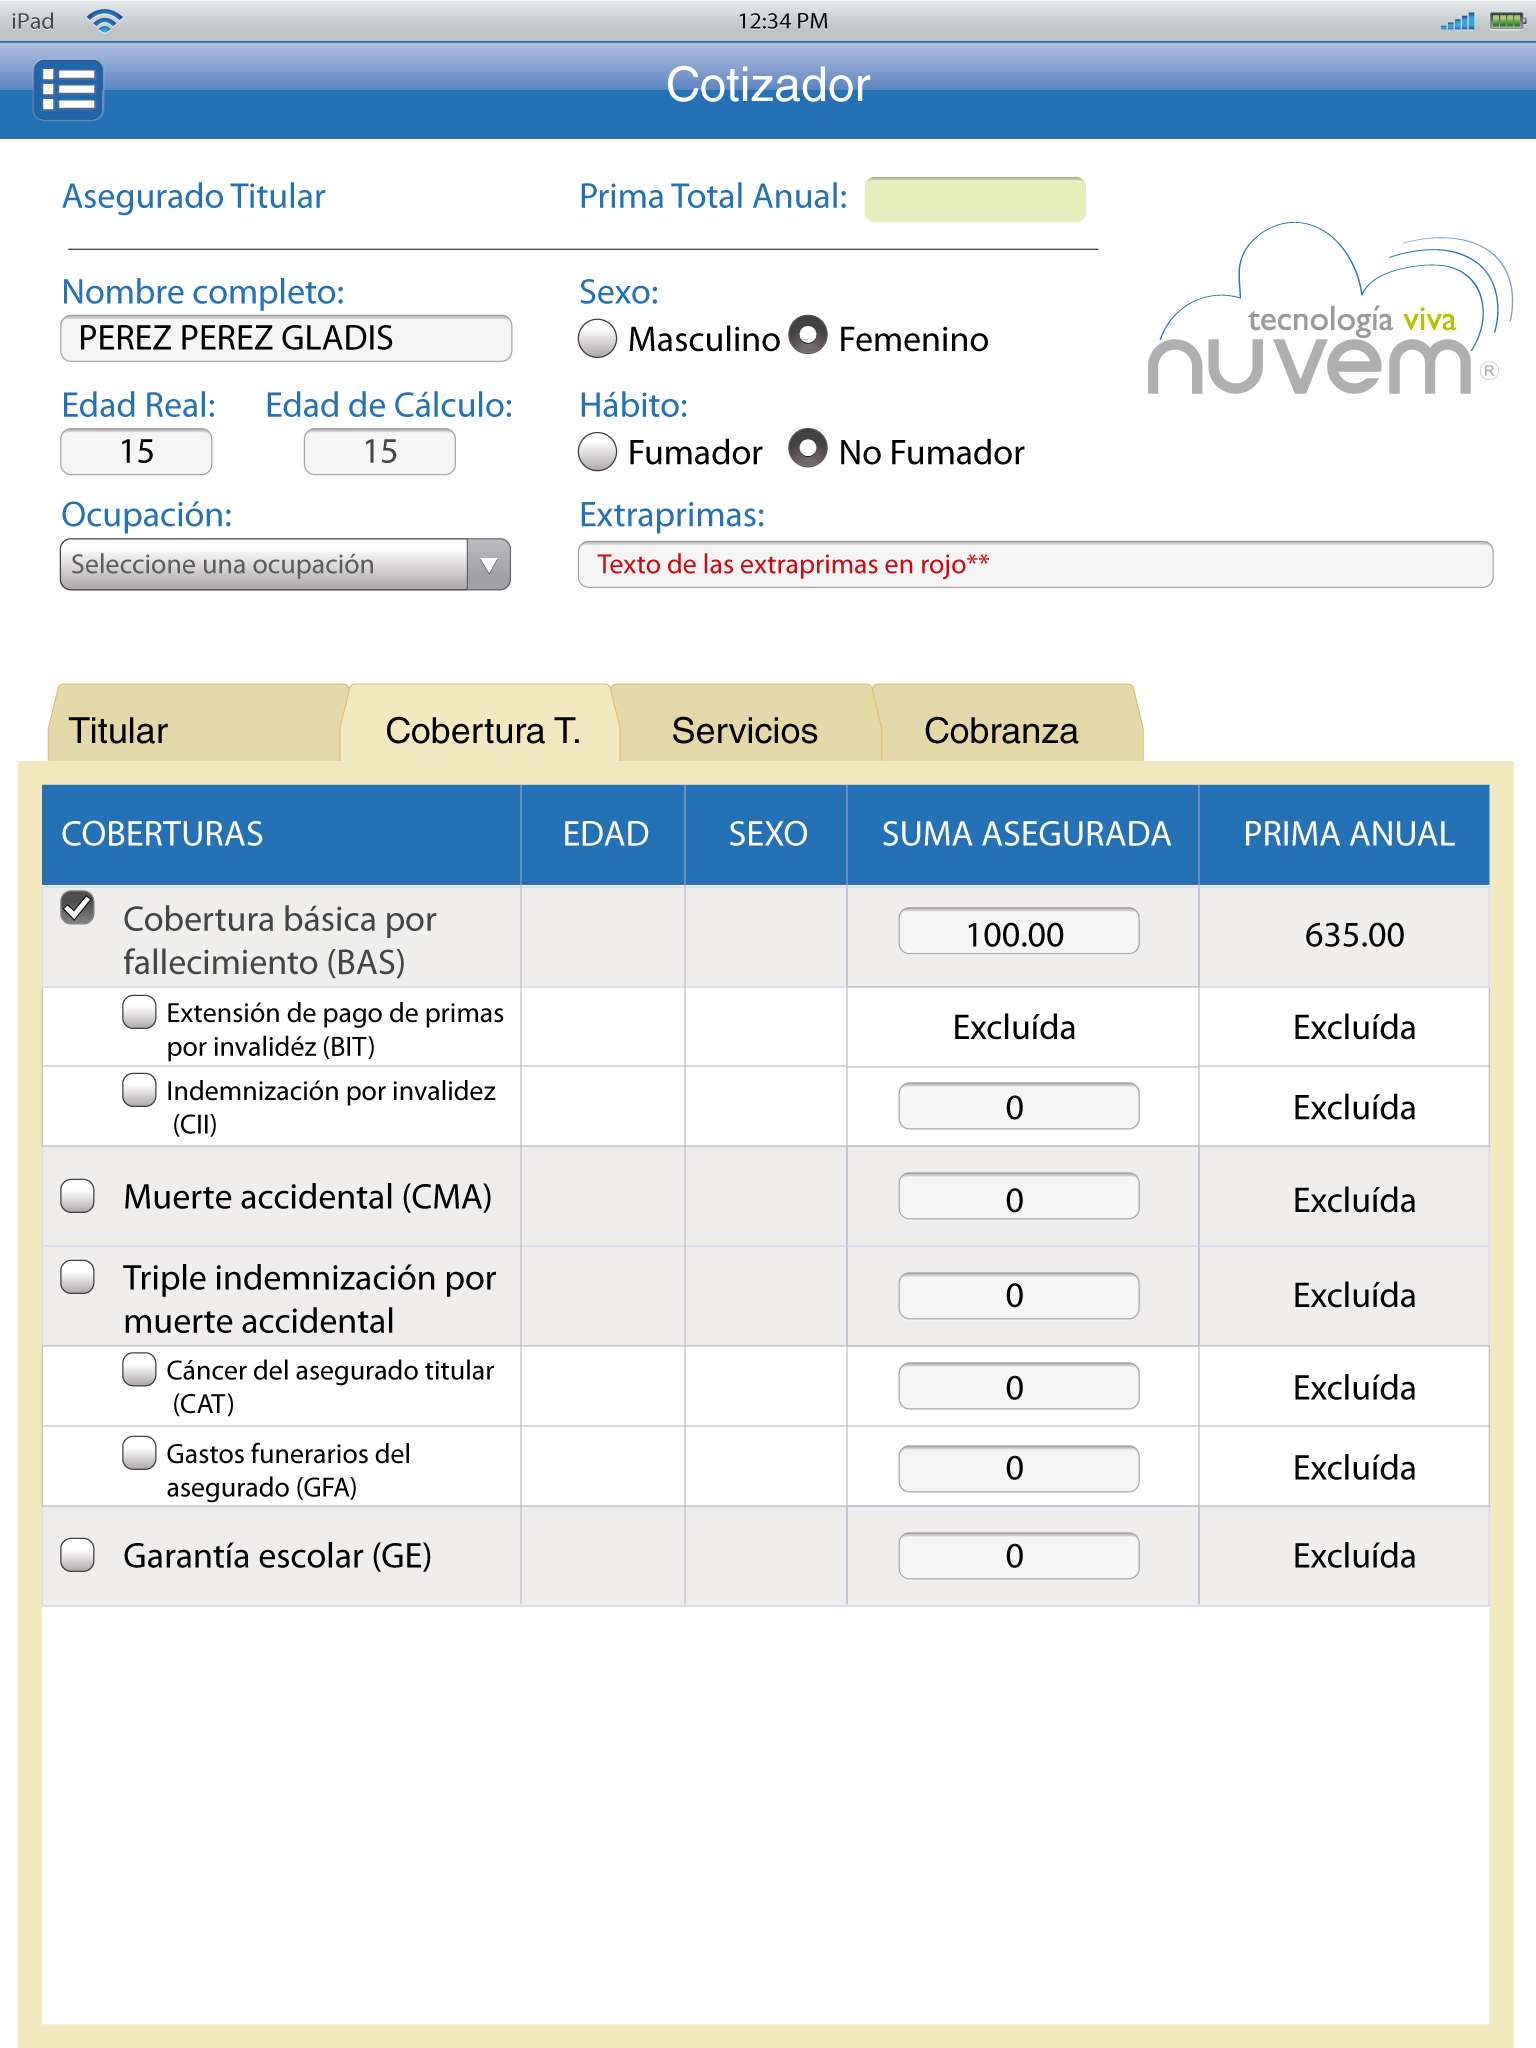 iPad
12:34 PM
Cotizador
Asegurado Titular
Prima Total Anual:
Nombre completo:
PEREZ PEREZ GLADIS
Sexo:
Masculino Femenino
tecnología viva
nuvem ®
Edad Real: Edad de Cálculo:
15 15
Hábito:
Fumador No Fumador
Ocupación:
Seleccione una ocupación
Extraprimas:
Texto de las extraprimas en rojo**
Titular Cobertura T. Servicios Cobranza
COBERTURAS EDAD SEXO SUMA ASEGURADA PRIMA ANUAL
Cobertura básica por
fallecimiento (BAS)
100.00 635.00
Extensión de pago de primas
por invalidéz (BIT)
Excluída Excluída
Indemnización por invalidez
(CII)
0 Excluída
Muerte accidental (CMA) 0 Excluída
Triple indemnización por
muerte accidental
0 Excluída
Cáncer del asegurado titular
(CAT)
0 Excluída
Gastos funerarios del
asegurado (GFA)
0 Excluída
Garantía escolar (GE) 0 Excluída